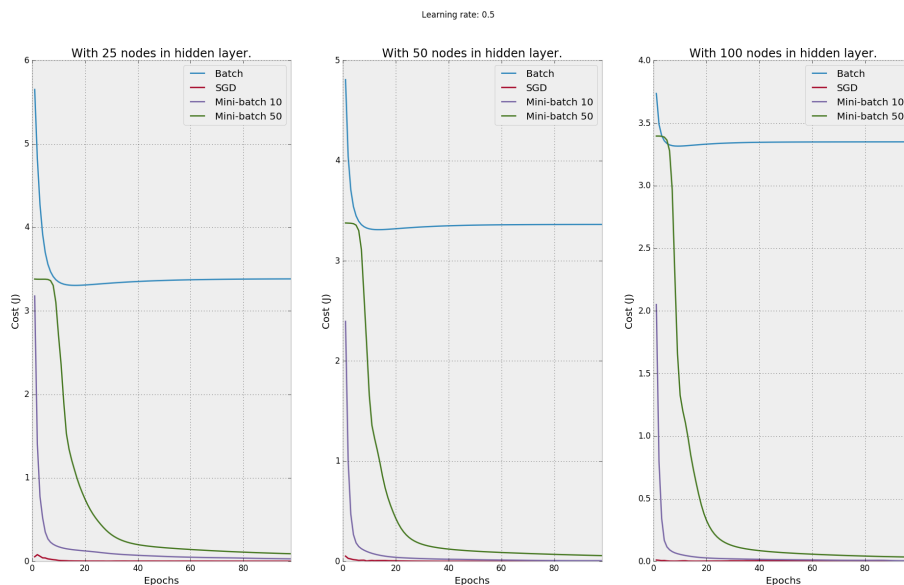 Learning rate: 0.5
With 25 nodes in hidden layer.
6
5
4
3
2
1
0
Cost (J)
Batch
SGD
Mini-batch 10
Mini-batch 50
0
20
40
60
80
Epochs
With 50 nodes in hidden layer.
5
4
3
2
1
0
Cost (J)
Batch
SGD
Mini-batch 10
Mini-batch 50
0
20
40
60
80
Epochs
With 100 nodes in hidden layer.
4.0
3.5
3.0
2.5
2.0
1.5
1.0
0.5
0.0
Cost (J)
Batch
SGD
Mini-batch 10
Mini-batch 50
0
20
40
60
80
Epochs